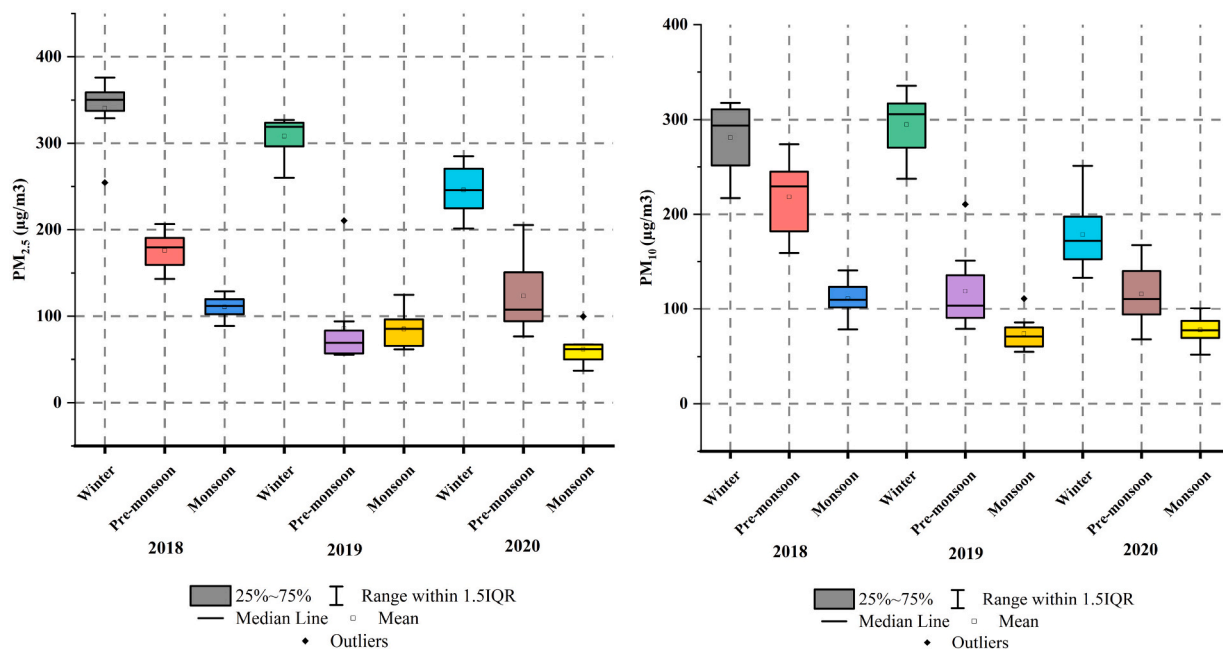 400
300
200
100
0
PM2.5 (µg/m3)
Winter
Pre-monsoon
Monsoon
Winter
Pre-monsoon
Monsoon
Winter
Pre-monsoon
Monsoon
2018
2019
2020
25%~75%
Range within 1.5IQR
Median Line
Mean
Outliers
400
300
200
100
0
PM10 (µg/m3)
Winter
Pre-monsoon
Monsoon
Winter
Pre-monsoon
Monsoon
Winter
Pre-monsoon
Monsoon
2018
2019
2020
25%~75%
Range within 1.5IQR
Median Line
Mean
Outliers